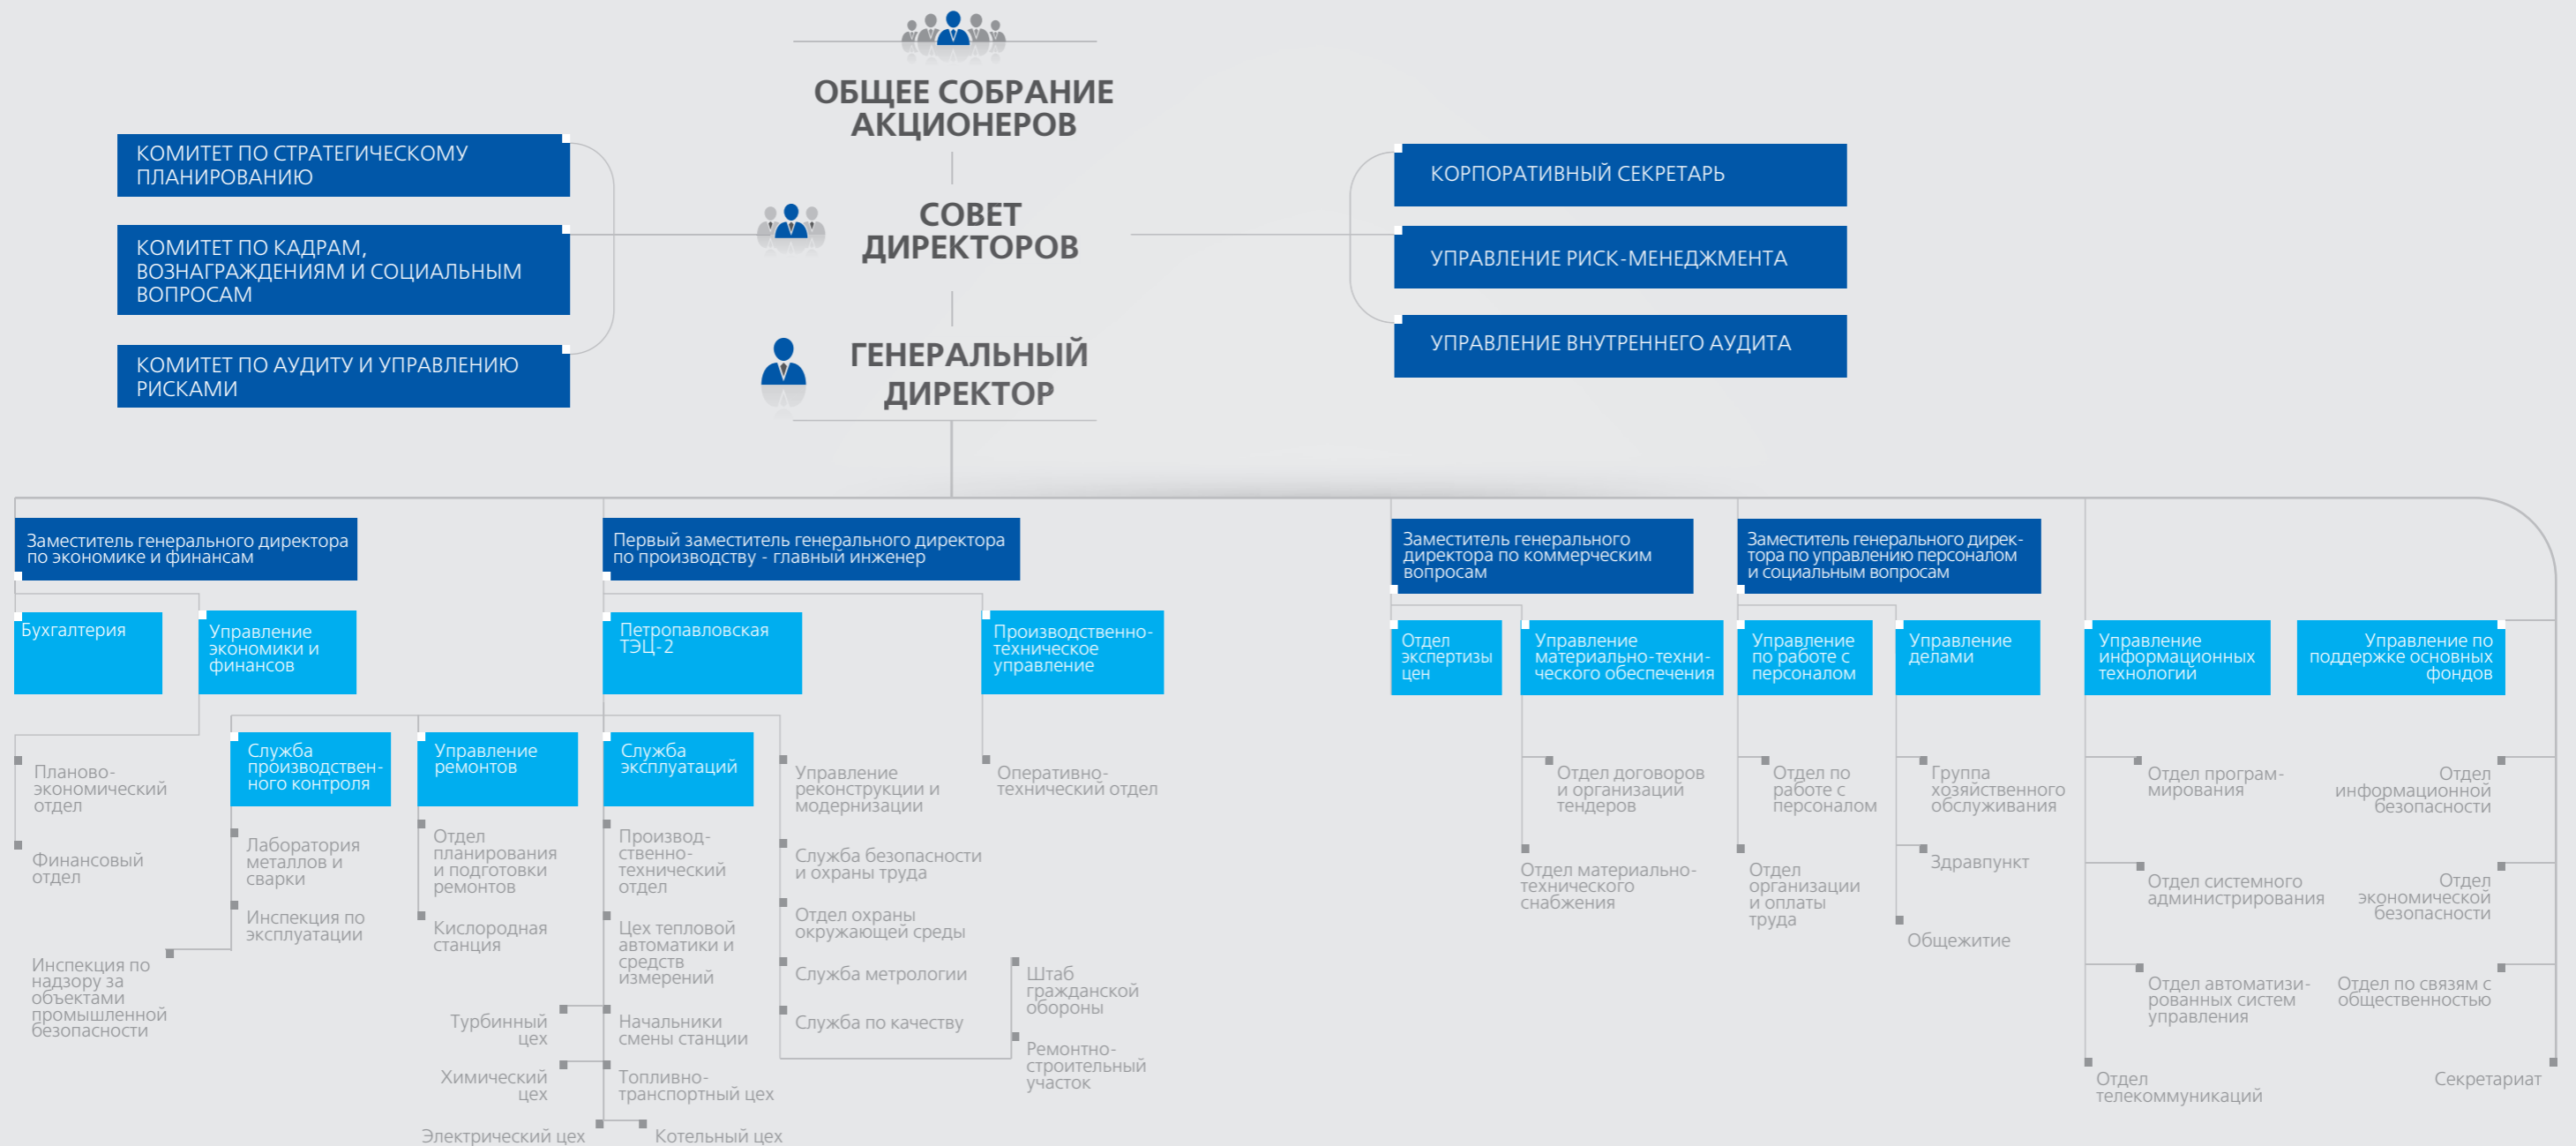 ОБЩЕЕ СОБРАНИЕ
АКЦИОНЕРОВ
КОМИТЕТ ПО СТРАТЕГИЧЕСКОМУ
ПЛАНИРОВАНИЮ
КОМИТЕТ ПО КАДРАМ,
ВОЗНАГРАЖДЕНИЯМ И СОЦИАЛЬНЫМ
ВОПРОСАМ
КОМИТЕТ ПО АУДИТУ И УПРАВЛЕНИЮ
РИСКАМИ
СОВЕТ
ДИРЕКТОРОВ
КОРПОРАТИВНЫЙ СЕКРЕТАРЬ
УПРАВЛЕНИЕ РИСК-МЕНЕДЖМЕНТА
УПРАВЛЕНИЕ ВНУТРЕННЕГО АУДИТА
ГЕНЕРАЛЬНЫЙ
ДИРЕКТОР
Заместитель генерального директора
по экономике и финансам
Бухгалтерия
Управление
экономики и
финансов
Планово-
экономический
отдел
Финансовый
отдел
Первый заместитель генерального директора
по производству - главный инженер
Петропавловская
ТЭЦ-2
Производственно-
техническое
управление
Служба
производствен-
ного контроля
Лаборатория
металлов и
сварки
Инспекция по
эксплуатации
Инспекция по
надзору за
объектами
промышленной
безопасности
Управление
ремонтов
Отдел
планирования
и подготовки
ремонтов
Кислородная
станция
Служба
эксплуатаций
Производ-
ственно-
технический
отдел
Цех тепловой
автоматики и
средств
измерений
Турбинный
цех
Начальники
смены станции
Химический
цех
Топливно-
транспортный цех
Электрический цех
Котельный цех
Управление
реконструкции и
модернизации
Служба безопасности
и охраны труда
Отдел охраны
окружающей среды
Служба метрологии
Служба по качеству
Штаб
гражданской
обороны
Ремонтно-
строительный
участок
Оперативно-
технический отдел
Заместитель генерального
директора по коммерческим
вопросам
Отдел
экспертизы
цен
Управление
материально-техни-
ческого обеспечения
Отдел договоров
и организаций
тендеров
Отдел материально-
технического
снабжения
Заместитель генерального дирек-
тора по управлению персоналом
и социальным вопросам
Управление
по работе с
персоналом
Отдел по
работе с
персоналом
Отдел
организации
и оплаты
труда
Управление
делами
Группа
хозяйственного
обслуживания
Здравпункт
Общежитие
Управление
информационных
технологий
Отдел програм-
мирования
Отдел системного
администрирования
Отдел автоматизи-
рованных систем
управления
Отдел
телекоммуникаций
Управление по
поддержке основных
фондов
Отдел
информационной
безопасности
Отдел
экономической
безопасности
Отдел по связям с
общественностью
Секретариат